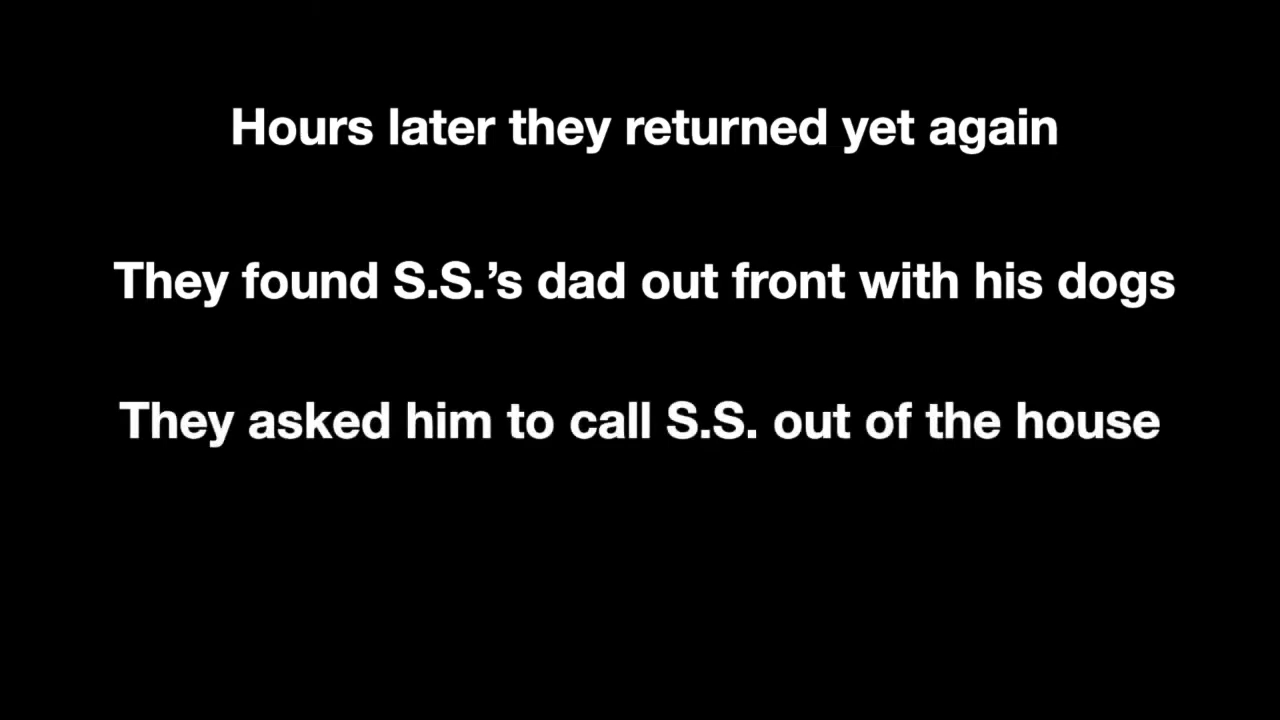 Hours later they returned yet again
They found S.S.’s dad out front with his dogs
They asked him to call S.S. out of the house